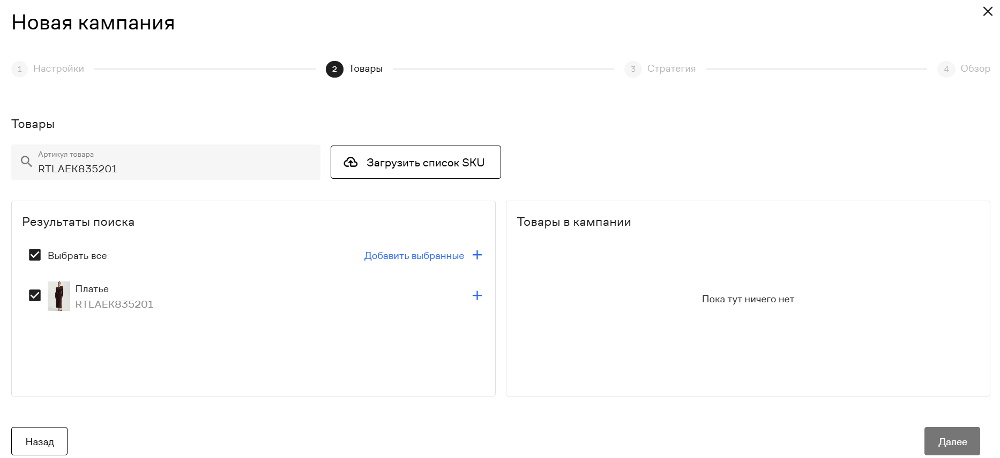 Новая кампания
1 Настройки
2 Товары
3 Стратегия
4 Обзор
Товары
Артикул товара
RTLAEK835201
Загрузить список SKU
Результаты поиска
Выбрать все
Добавить выбранные
Платье
RTLAEK835201
Товары в кампании
Пока тут ничего нет
Назад
Далее